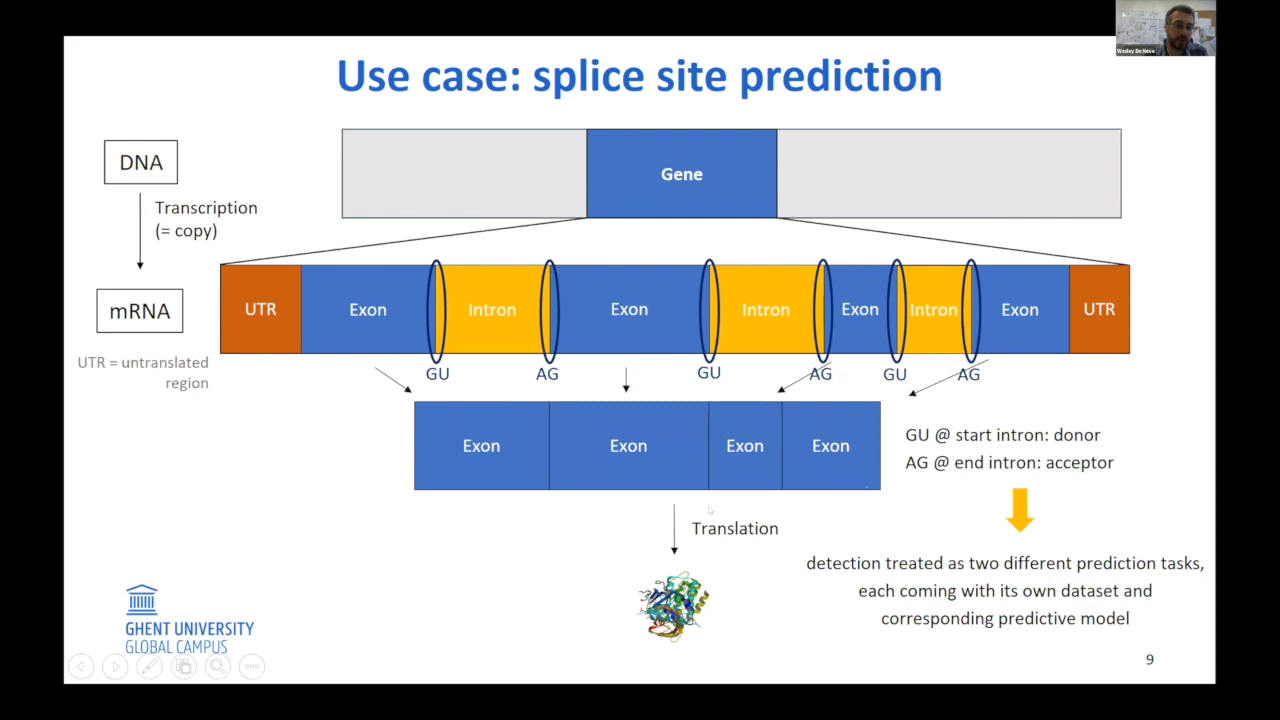 Wesley De Neve
Use case: splice site prediction
DNA
Gene
Transcription
(= copy)
mRNA
UTR Exon Intron Exon Intron Exon Intron Exon UTR
UTR = untranslated
region
GU AG GU AG GU AG
Exon Exon Exon Exon
GU @ start intron: donor
AG @ end intron: acceptor
Translation
detection treated as two different prediction tasks,
each coming with its own dataset and
corresponding predictive model
GHENT UNIVERSITY
GLOBAL CAMPUS
9